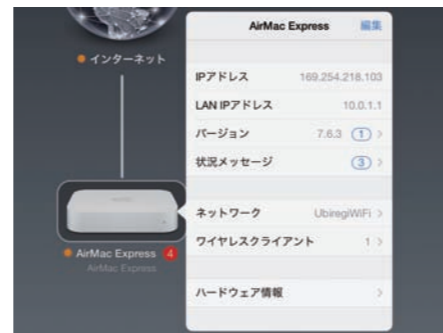 インターネット
AirMac Express 4
AirMac Express
AirMac Express 編集
IPアドレス 169.254.218.103
LAN IPアドレス 10.0.1.1
バージョン 7.6.3 1 >
状況メッセージ 3 >
ネットワーク UbiregiWiFi >
ワイヤレスクライアント 1 >
ハードウェア情報 >